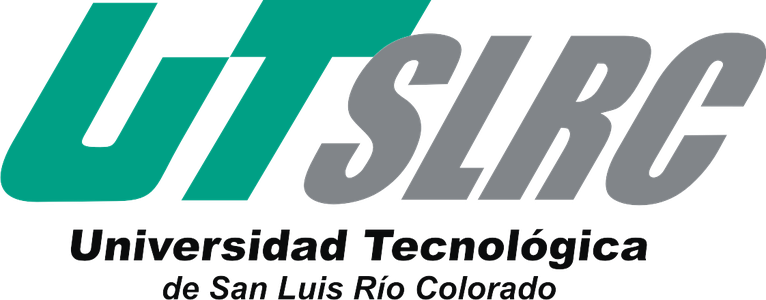 UTSLRC
Universidad Tecnológica
de San Luis Río Colorado